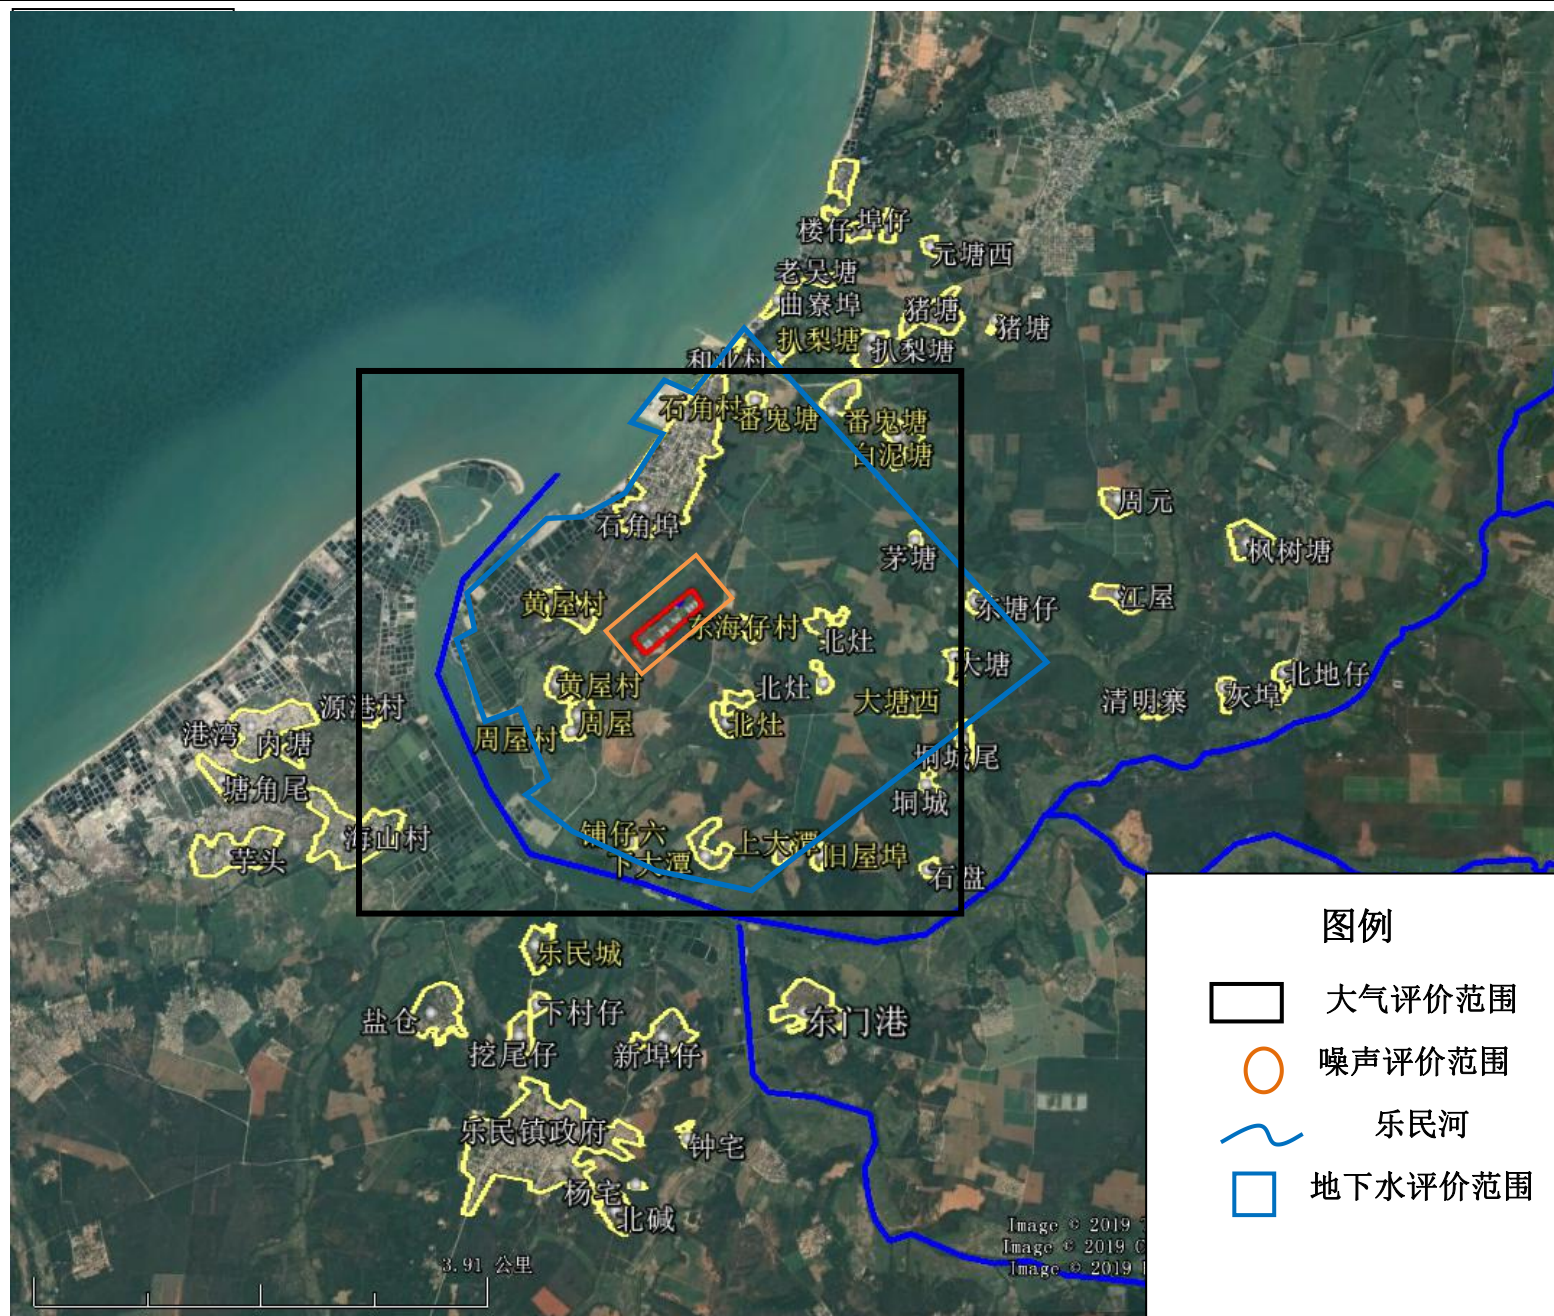 楼仔
埠仔
元塘西
老吴塘
曲寮埠
猪塘
猪塘
扒梨塘
扒梨塘
和业村
石角村
番鬼塘
番鬼塘
白泥塘
石角埠
周元
枫树塘
茅塘
黄屋村
东塘仔
江屋
东海仔村
北灶
大塘
黄屋村
北灶
大塘西
清明寨
灰埠
北地仔
源港村
港湾
内塘
周屋
周屋村
北灶
垌城尾
塘角尾
垌城
海山村
铺仔六
上大潭
旧屋埠
芋头
下大潭
石盘
乐民城
盐仓
下村仔
东门港
挖尾仔
新埠仔
乐民镇政府
钟宅
杨宅
北碱
3.91 公里
Image © 2019
Image © 2019 C
Image © 2019
图例
大气评价范围
噪声评价范围
乐民河
地下水评价范围